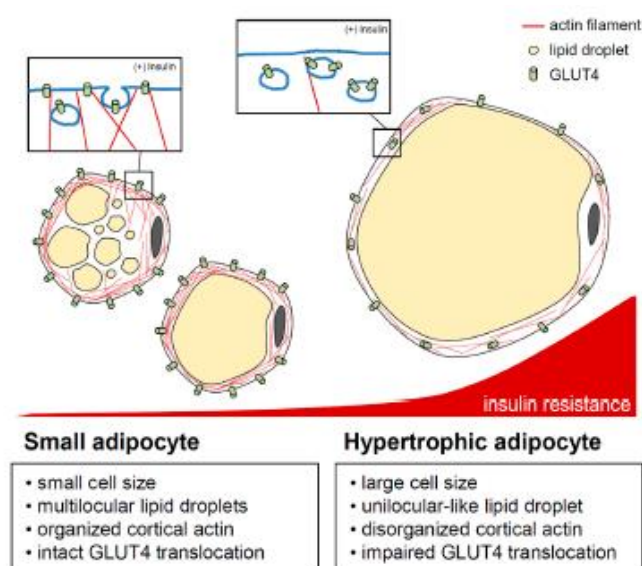 (+) Insulin
(+) Insulin
actin filament
lipid droplet
GLUT4
insulin resistance
Small adipocyte
• small cell size
• multilocular lipid droplets
• organized cortical actin
• intact GLUT4 translocation
Hypertrophic adipocyte
• large cell size
• unilocular-like lipid droplet
• disorganized cortical actin
• impaired GLUT4 translocation